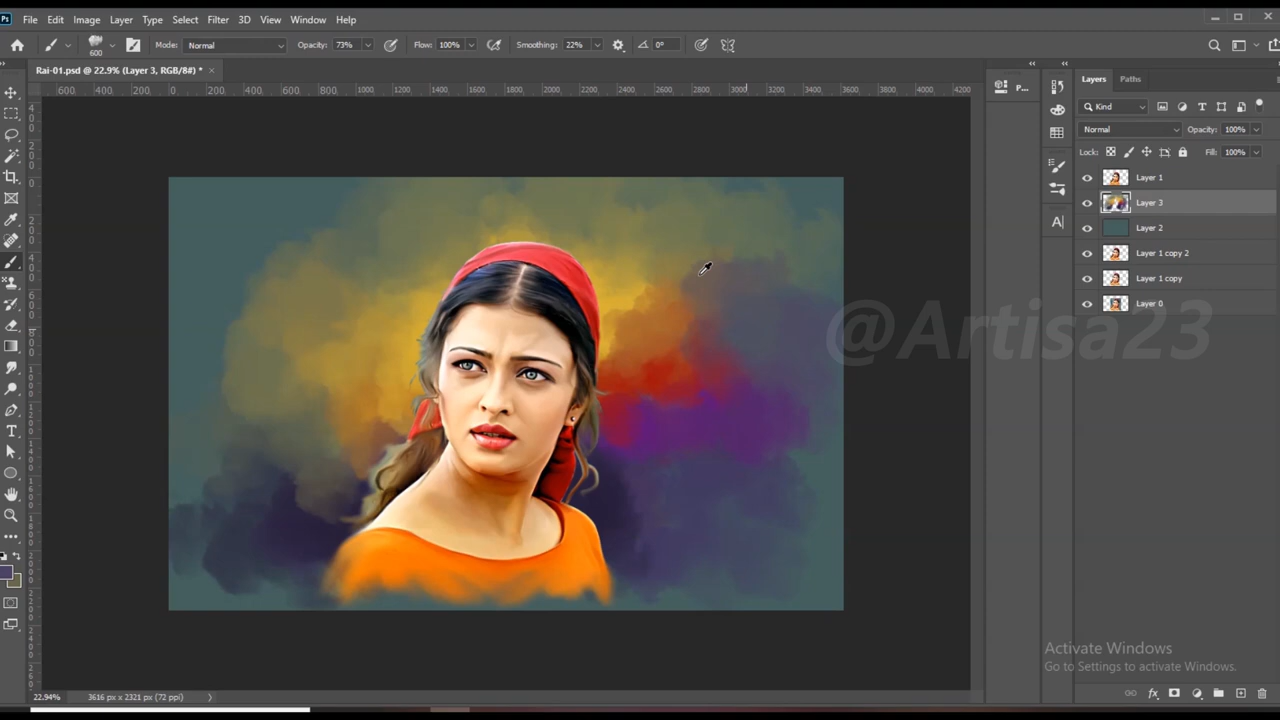 Ps File Edit Image Layer Type Select Filter 3D View Window Help
600 Mode: Normal Opacity: 73% Flow: 100% Smoothing: 22% 0°
Rai-01.psd @ 22.9% (Layer 3, RGB/8#) * ×
600 400 200 0 200 400 600 800 1000 1200 1400 1600 1800 2000 2200 2400 2600 2800 3000 3200 3400 3600 3800 4000 4200
P...
Layers Paths
Kind
Normal Opacity: 100%
Lock: Fill: 100%
Layer 1
Layer 3
Layer 2
Layer 1 copy 2
Layer 1 copy
Layer 0
@Artisa23
Activate Windows
Go to Settings to activate Windows.
22.94% 3616 px x 2321 px (72 ppi)